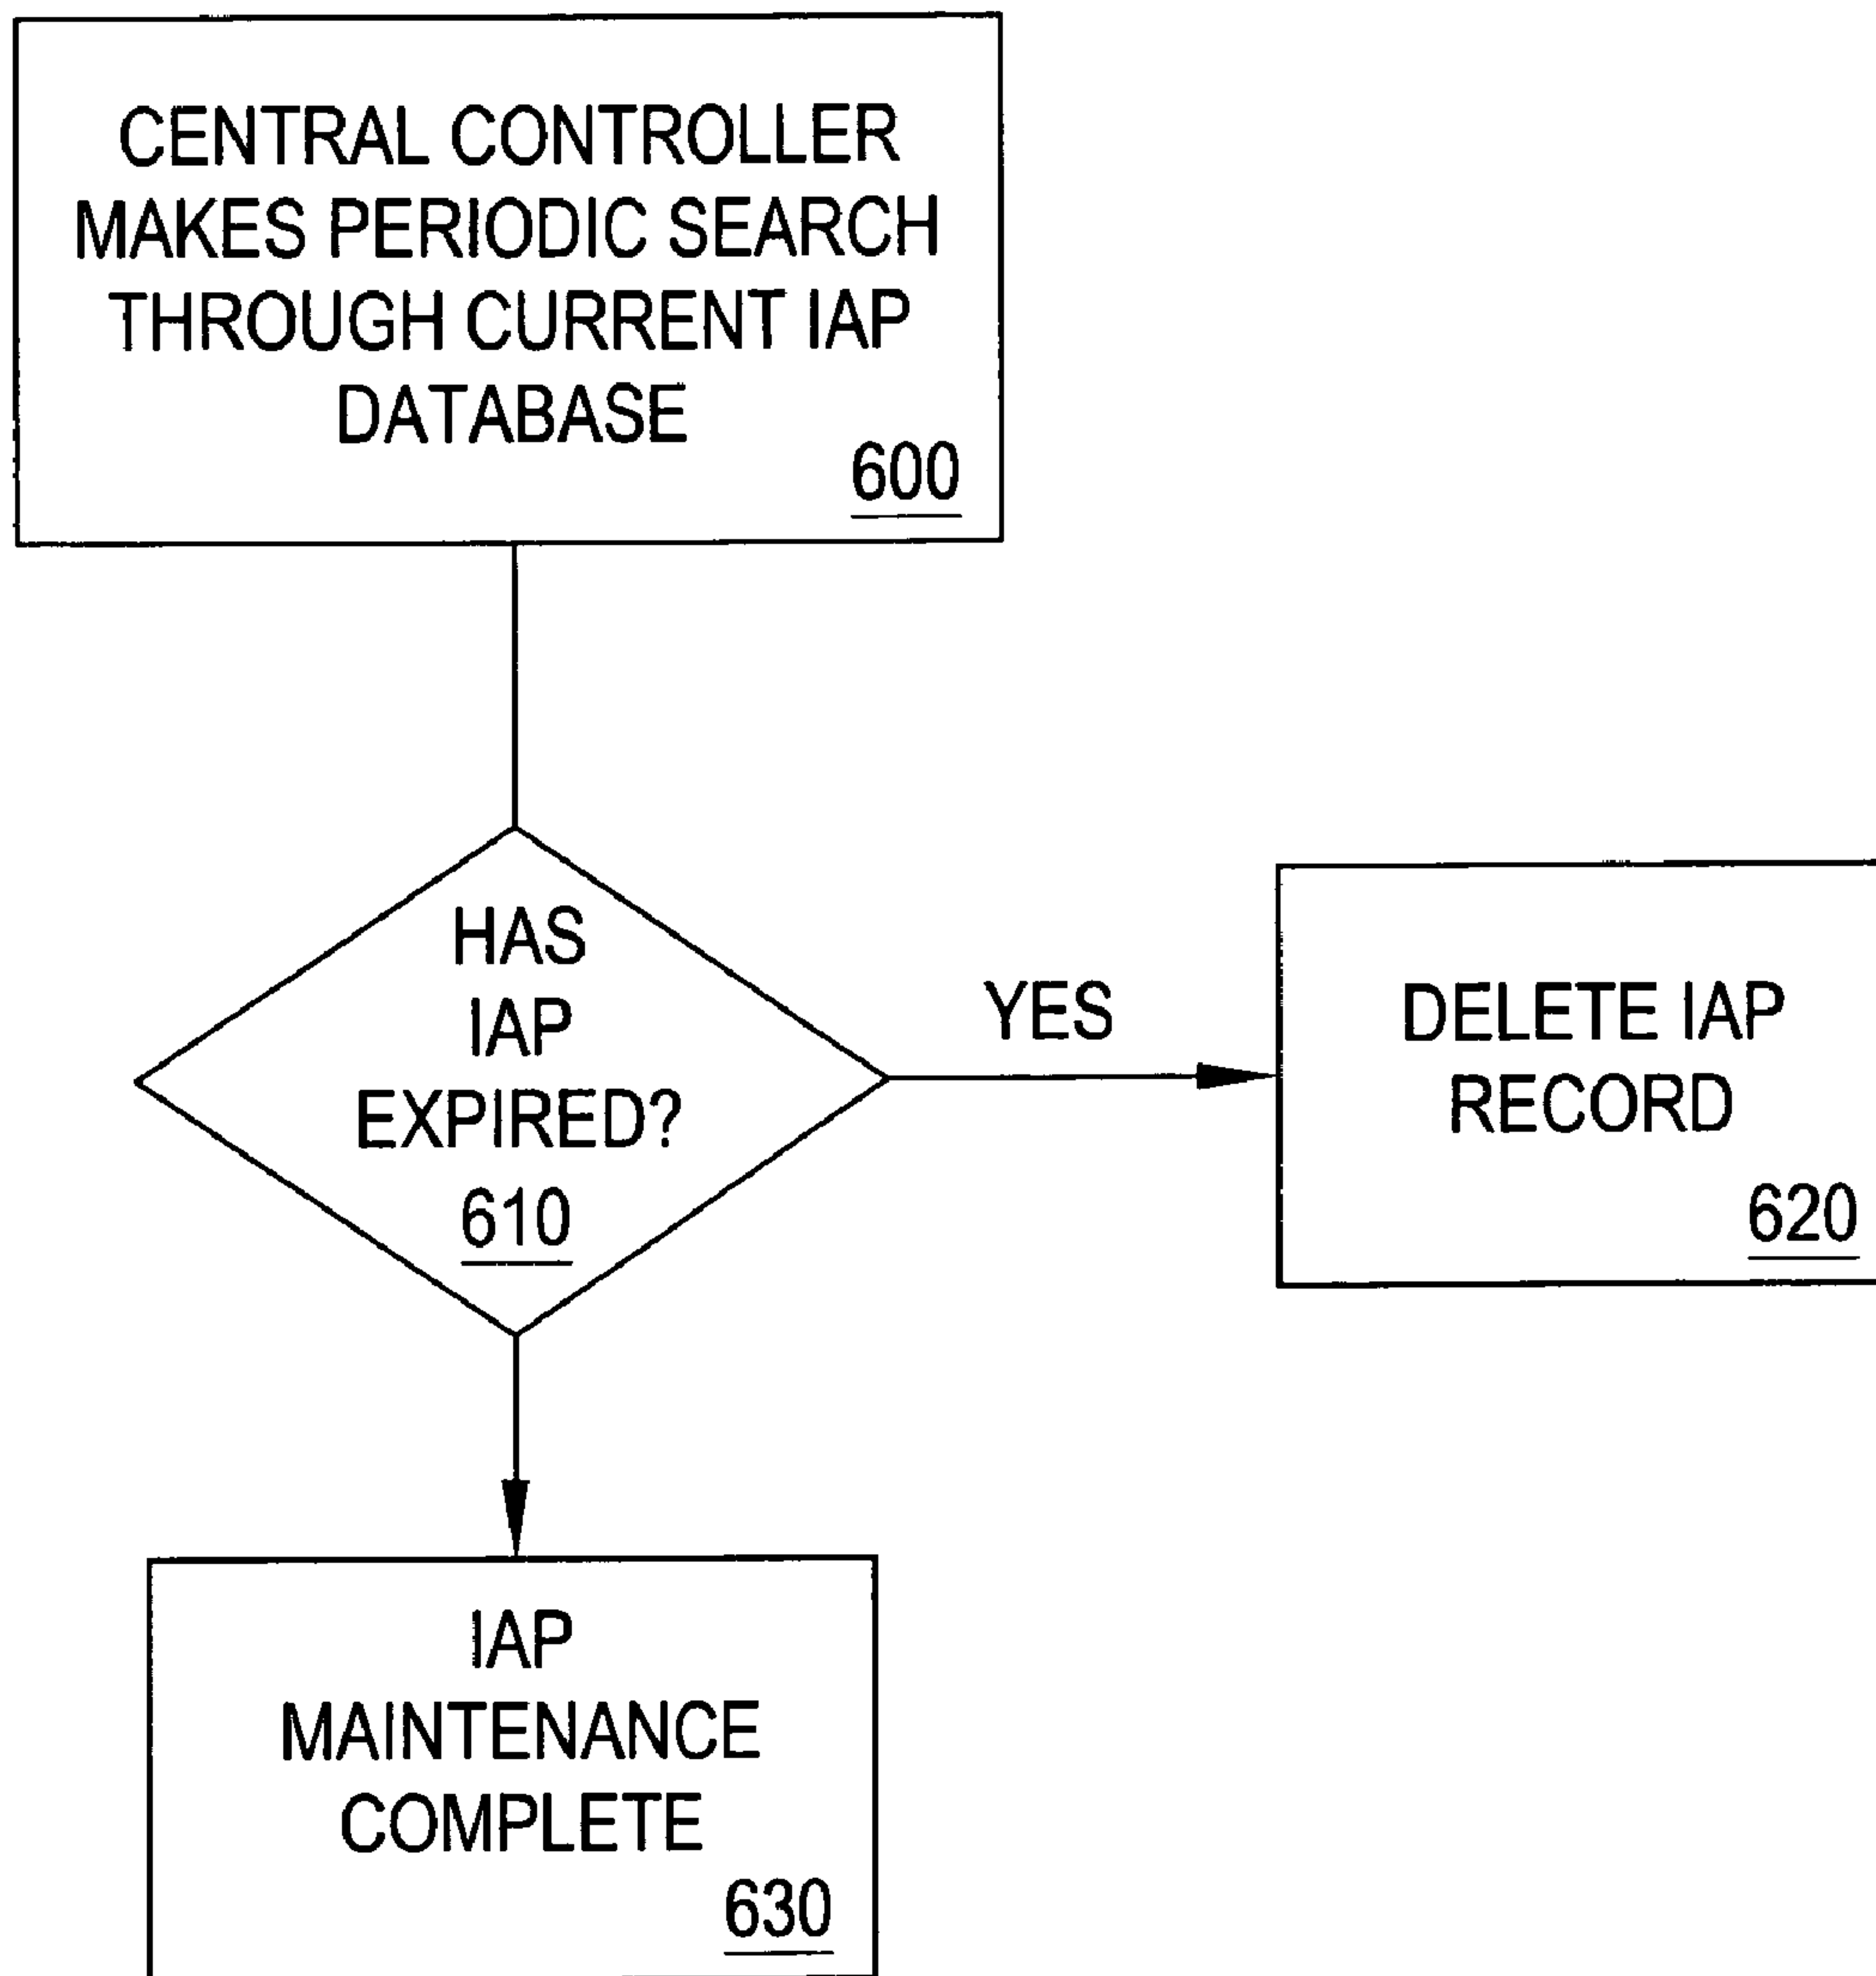 CENTRAL CONTROLLER
MAKES PERIODIC SEARCH
THROUGH CURRENT IAP
DATABASE
600
HAS
IAP
EXPIRED?
610
YES
DELETE IAP
RECORD
620
IAP
MAINTENANCE
COMPLETE
630